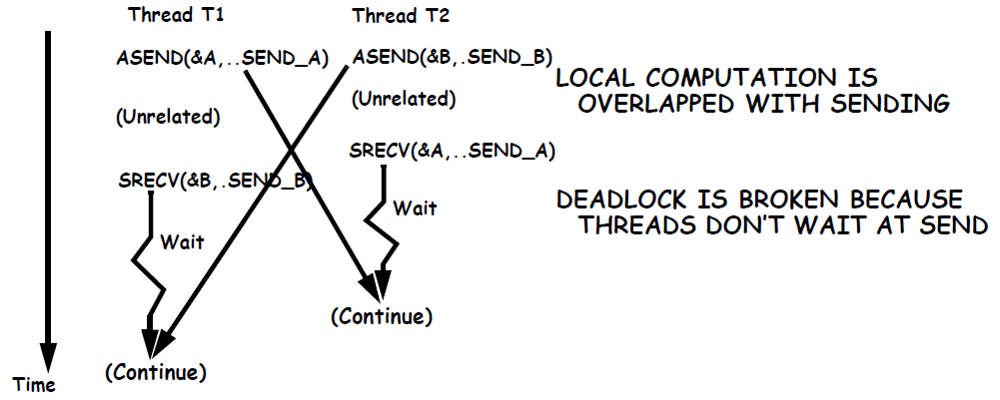 Thread T1
Thread T2
ASEND(&A,..SEND_A)
ASEND(&B,.SEND_B)
LOCAL COMPUTATION IS
OVERLAPPED WITH SENDING
(Unrelated)
(Unrelated)
SRECV(&A,..SEND_A)
SRECV(&B,.SEND_B)
DEADLOCK IS BROKEN BECAUSE
THREADS DON'T WAIT AT SEND
Wait
Wait
(Continue)
(Continue)
Time